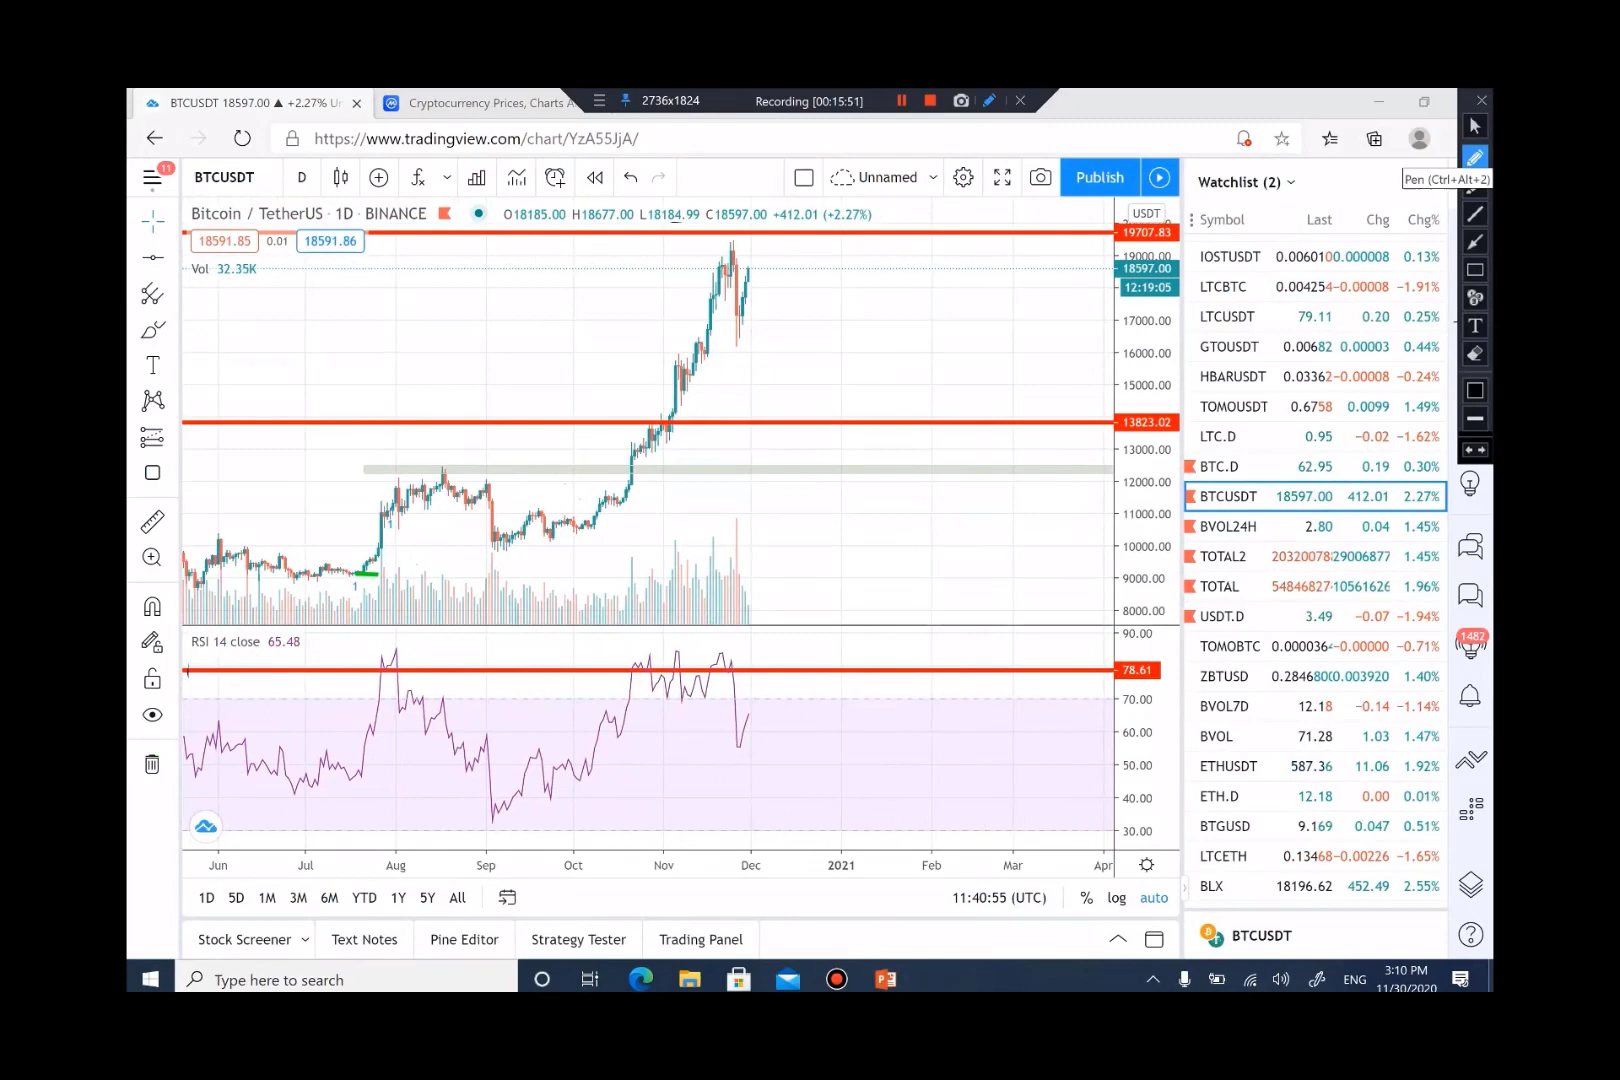 BTCUSDT 18597.00 ▲ +2.27% Ur
Cryptocurrency Prices, Charts A
2736x1824
Recording [00:15:51]
https://www.tradingview.com/chart/YzA55JjA/
11
BTCUSDT
D
Unnamed
Publish
Pen (Ctrl+Alt+2)
Watchlist (2)
Bitcoin / TetherUS · 1D · BINANCE
O18185.00 H18677.00 L18184.99 C18597.00 +412.01 (+2.27%)
USDT
18591.85 0.01 18591.86
Vol 32.35K
19707.83
19000.00
18597.00
12:19:05
17000.00
16000.00
15000.00
13823.02
13000.00
12000.00
11000.00
10000.00
9000.00
8000.00
1
1
RSI 14 close 65.48
90.00
78.61
70.00
60.00
50.00
40.00
30.00
Jun Jul Aug Sep Oct Nov Dec 2021 Feb Mar Apr
1D 5D 1M 3M 6M YTD 1Y 5Y All
11:40:55 (UTC)
% log auto
Stock Screener Text Notes Pine Editor Strategy Tester Trading Panel
Symbol Last Chg Chg%
IOSTUSDT 0.0060100.000008 0.13%
LTCBTC 0.004254-0.00008 −1.91%
LTCUSDT 79.11 0.20 0.25%
GTOUSDT 0.00682 0.00003 0.44%
HBARUSDT 0.03362-0.00008 −0.24%
TOMOUSDT 0.6758 0.0099 1.49%
LTC.D 0.95 −0.02 −1.62%
BTC.D 62.95 0.19 0.30%
BTCUSDT 18597.00 412.01 2.27%
BVOL24H 2.80 0.04 1.45%
TOTAL2 1.45%
TOTAL 1.96%
USDT.D 3.49 −0.07 −1.94%
TOMOBTC −0.00000 −0.71%
ZBTUSD 1.40%
BVOL7D 12.18 −0.14 −1.14%
BVOL 71.28 1.03 1.47%
ETHUSDT 587.36 11.06 1.92%
ETH.D 12.18 0.00 0.01%
BTGUSD 9.169 0.047 0.51%
LTCETH 0.13468-0.00226 −1.65%
BLX 18196.62 452.49 2.55%
BTCUSDT
T
1482
Type here to search
ENG
3:10 PM
11/30/2020